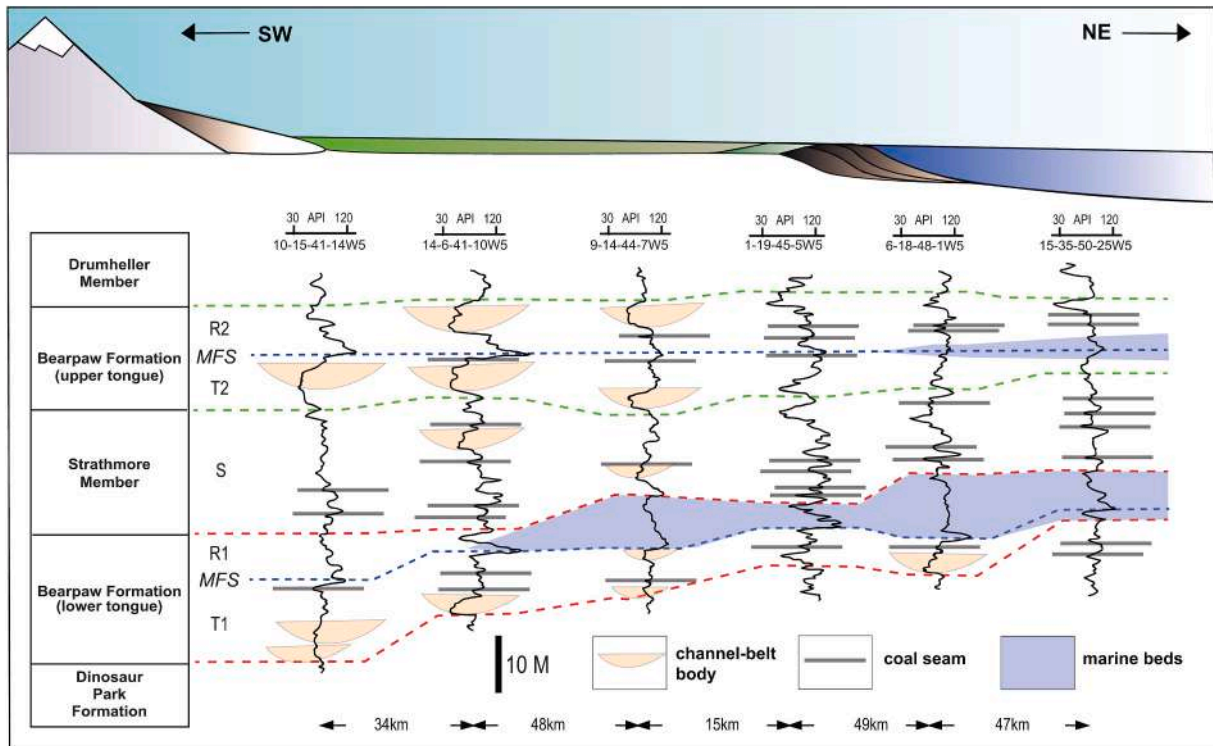 SW
NE
30 API 120
10-15-41-14W5
30 API 120
14-6-41-10W5
30 API 120
9-14-44-7W5
30 API 120
1-19-45-5W5
30 API 120
6-18-48-1W5
30 API 120
15-35-50-25W5
Drumheller
Member
Bearpaw Formation
(upper tongue)
Strathmore
Member
Bearpaw Formation
(lower tongue)
Dinosaur
Park
Formation
R2
MFS
T2
S
R1
MFS
T1
10 M
channel-belt
body
coal seam
marine beds
34km
48km
15km
49km
47km